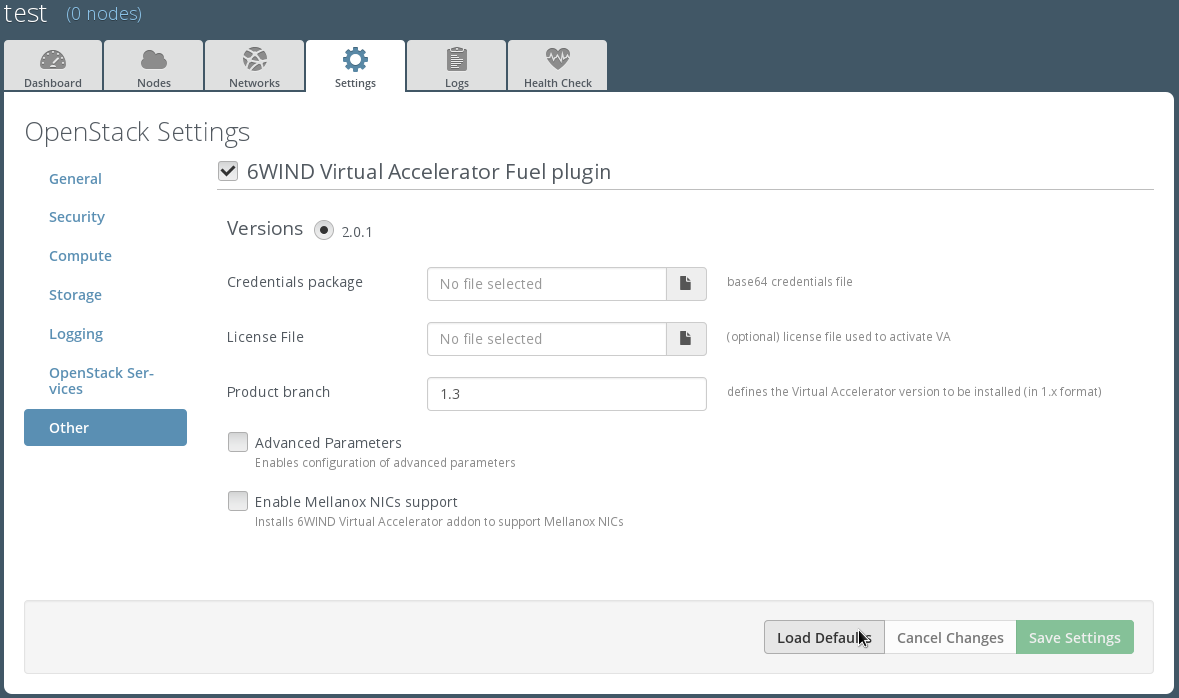 test (0 nodes)
Dashboard Nodes Networks Settings Logs Health Check
OpenStack Settings
General
Security
Compute
Storage
Logging
OpenStack Ser-
vices
Other
6WIND Virtual Accelerator Fuel plugin
Versions 2.0.1
Credentials package No file selected base64 credentials file
License File No file selected (optional) license file used to activate VA
Product branch 1.3 defines the Virtual Accelerator version to be installed (in 1.x format)
Advanced Parameters
Enables configuration of advanced parameters
Enable Mellanox NICs support
Installs 6WIND Virtual Accelerator addon to support Mellanox NICs
Load Defaults Cancel Changes Save Settings